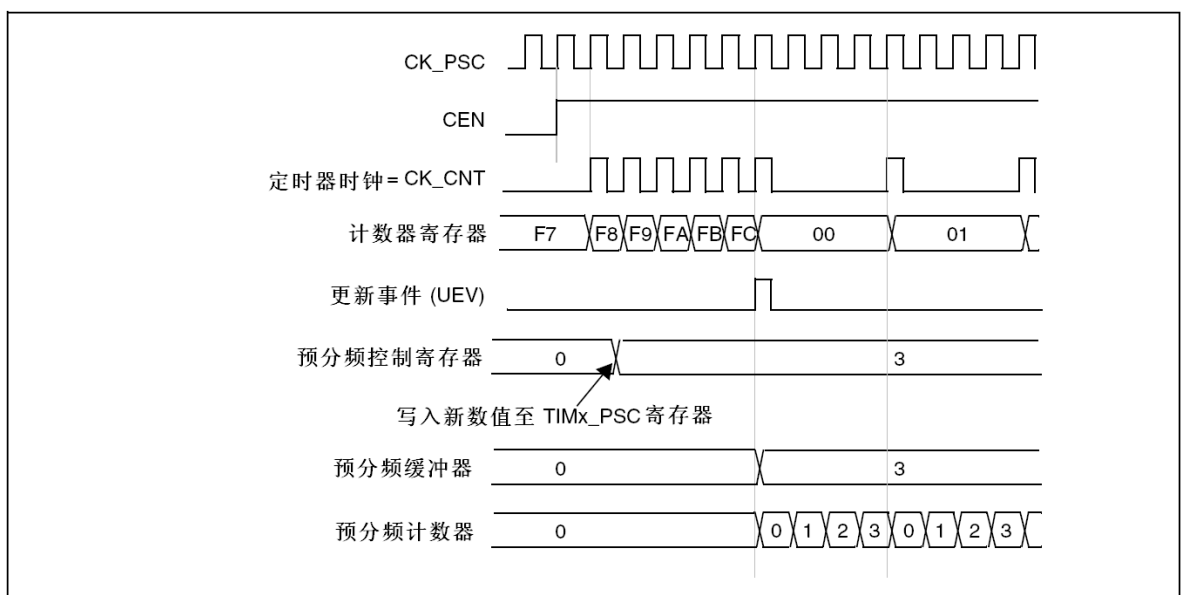 CK_PSC
CEN
定时器时钟= CK_CNT
计数器寄存器 F7 F8 F9 FA FB FC 00 01
更新事件 (UEV)
预分频控制寄存器 0 3
写入新数值至 TIMx_PSC 寄存器
预分频缓冲器 0 3
预分频计数器 0 0 1 2 3 0 1 2 3